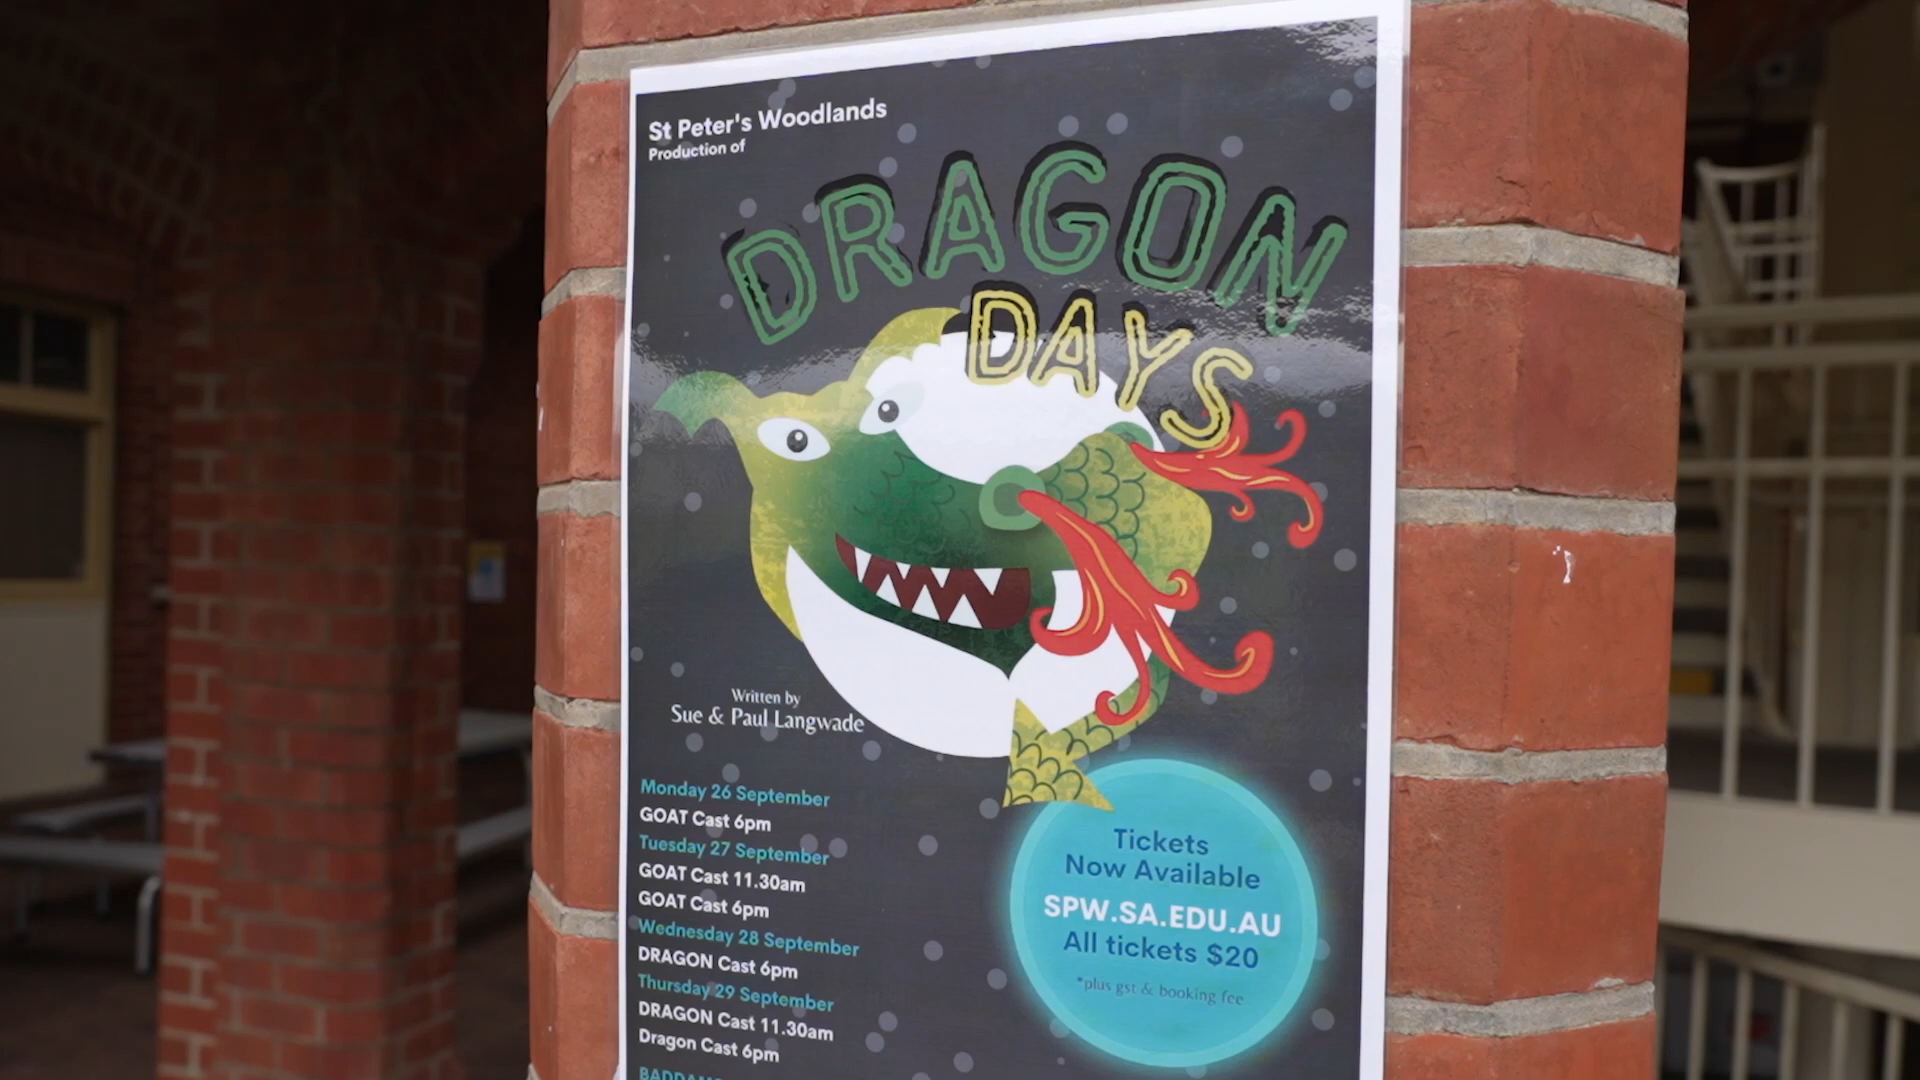 St Peter's Woodlands
Production of
DRAGON
DAYS
Written by
Sue & Paul Langwade
Monday 26 September
GOAT Cast 6pm
Tuesday 27 September
GOAT Cast 11.30am
GOAT Cast 6pm
Wednesday 28 September
DRAGON Cast 6pm
Thursday 29 September
DRAGON Cast 11.30am
Dragon Cast 6pm
Tickets
Now Available
SPW.SA.EDU.AU
All tickets $20
*plus gst & booking fee